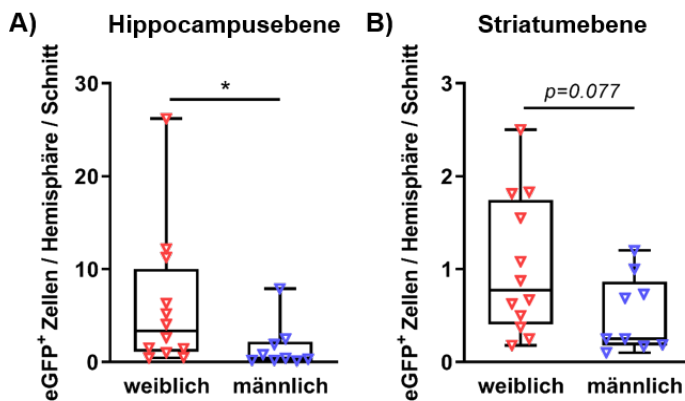 A) Hippocampusebene
eGFP⁺ Zellen / Hemisphäre / Schnitt
30
20
10
0
*
weiblich männlich
B) Striatumebene
eGFP⁺ Zellen / Hemisphäre / Schnitt
3
2
1
0
p=0.077
weiblich männlich